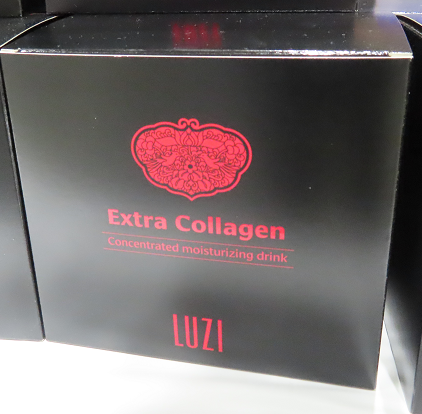 Extra Collagen
Concentrated moisturizing drink
LUZI